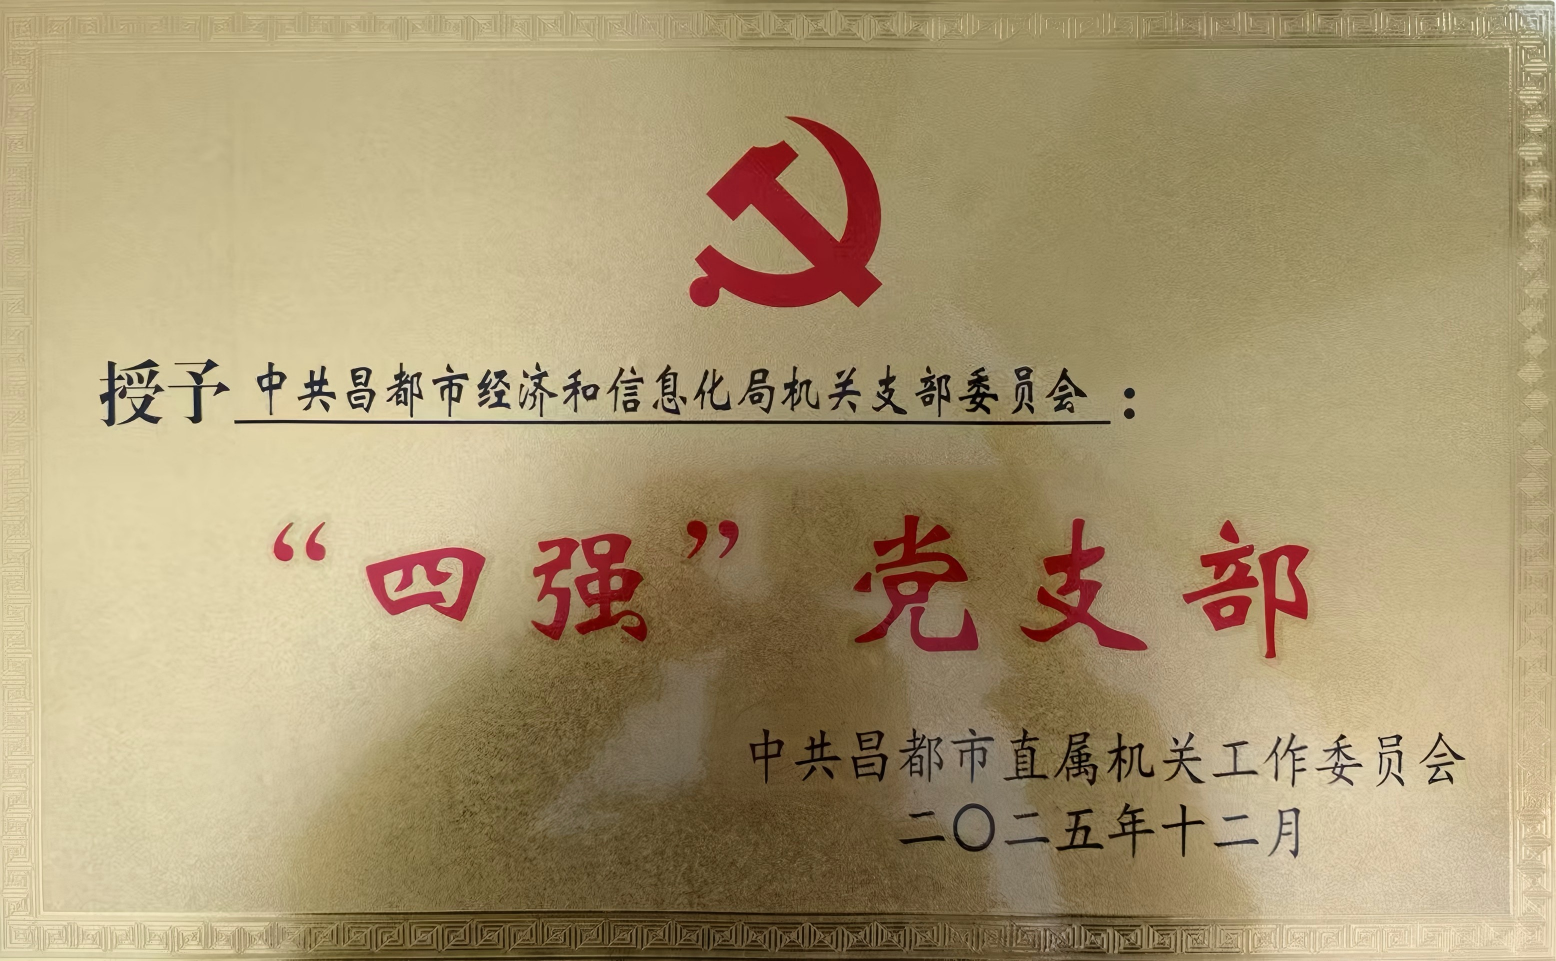 授予 中共昌都市经济和信息化局机关支部委员会：
“四强”党支部
中共昌都市直属机关工作委员会
二〇二五年十二月